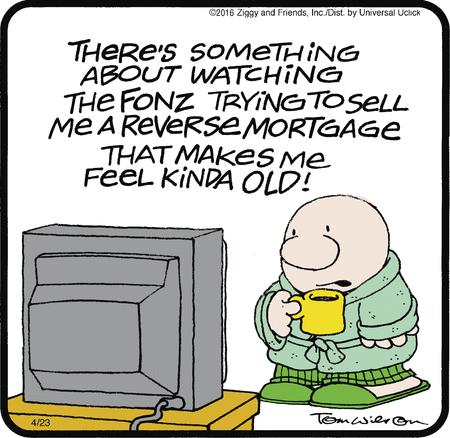 ©2016 Ziggy and Friends, Inc./Dist. by Universal Uclick
THERE'S SOMETHING
ABOUT WATCHING
THE FONZ TRYING TO SELL
ME A REVERSE MORTGAGE
THAT MAKES ME
FEEL KINDA OLD!
4/23
Tom Wilson